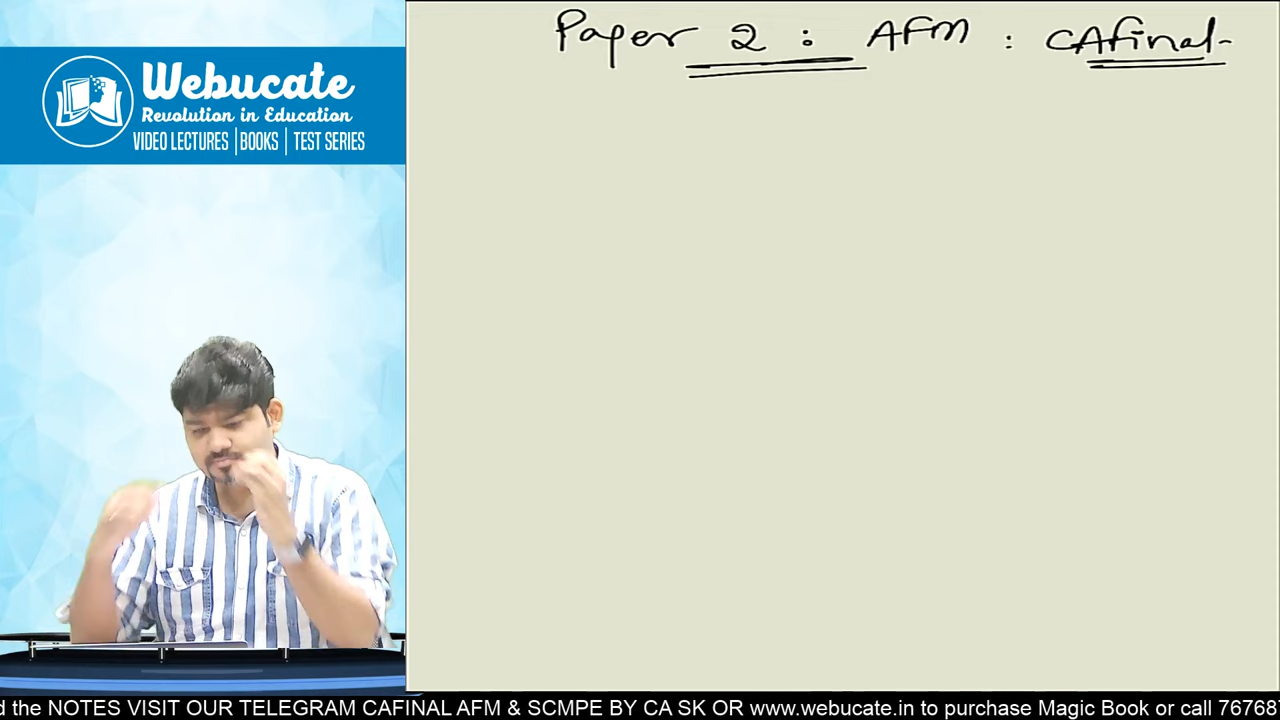 Paper 2 : AFM : CAfinal-
Webucate
Revolution in Education
VIDEO LECTURES | BOOKS | TEST SERIES
d the NOTES VISIT OUR TELEGRAM CAFINAL AFM & SCMPE BY CA SK OR www.webucate.in to purchase Magic Book or call 76768